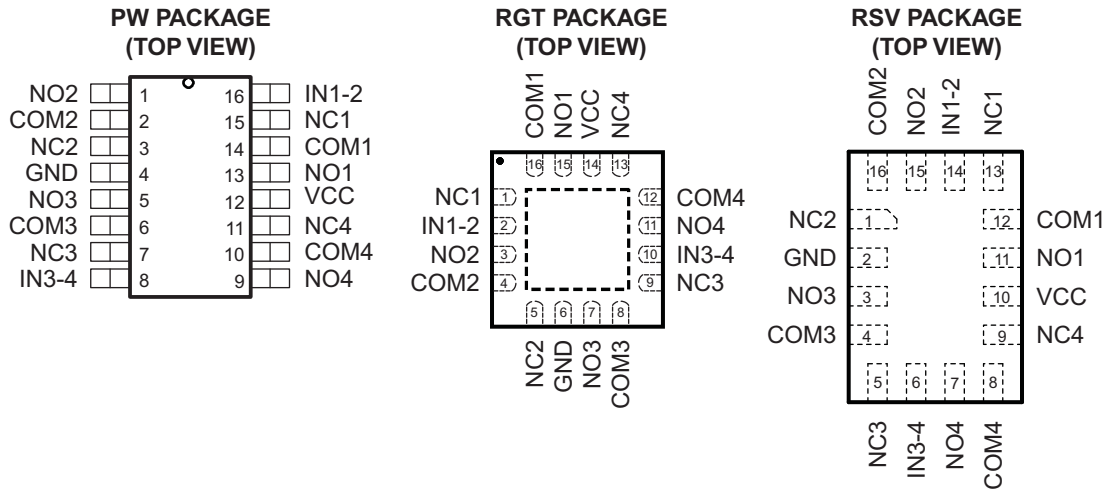 PW PACKAGE
(TOP VIEW)
NO2 1 16 IN1-2
COM2 2 15 NC1
NC2 3 14 COM1
GND 4 13 NO1
NO3 5 12 VCC
COM3 6 11 NC4
NC3 7 10 COM4
IN3-4 8 9 NO4
RGT PACKAGE
(TOP VIEW)
COM1 NO1 VCC NC4
16 15 14 13
NC1 1 12 COM4
IN1-2 2 11 NO4
NO2 3 10 IN3-4
COM2 4 9 NC3
5 6 7 8
NC2 GND NO3 COM3
RSV PACKAGE
(TOP VIEW)
COM2 NO2 IN1-2 NC1
16 15 14 13
NC2 1 12 COM1
GND 2 11 NO1
NO3 3 10 VCC
COM3 4 9 NC4
5 6 7 8
NC3 IN3-4 NO4 COM4